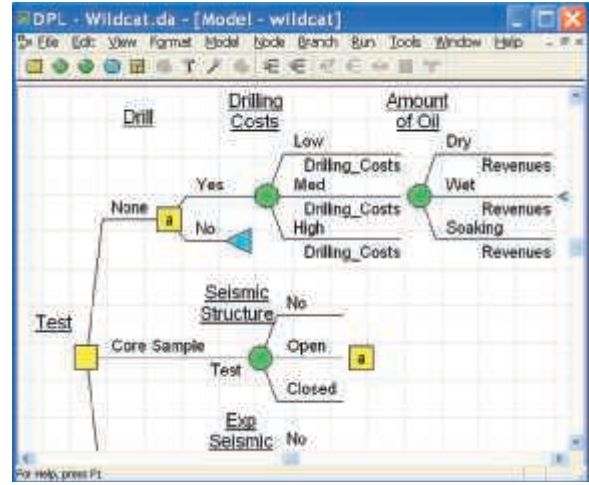 DPL - Wildcat.da - [Model - wildcat]
File Edit View Format Model Node Branch Run Tools Window Help
Drill
Drilling
Costs
Amount
of Oil
Low
Dry
Drilling_Costs
Revenues
Yes
Med
Wet
None
a
Drilling_Costs
Revenues
No
High
Soaking
Drilling_Costs
Revenues
Seismic
Structure
No
Test
Core Sample
Open
a
Test
Closed
Exp
Seismic
No
For Help, press F1